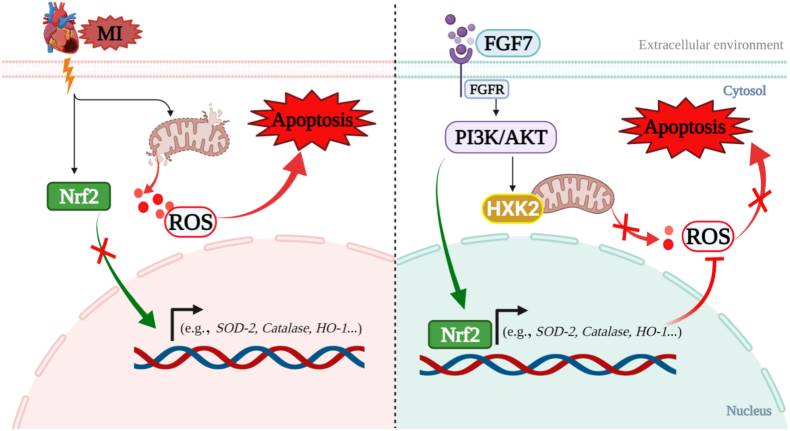 MI
Apoptosis
Nrf2
ROS
(e.g., SOD-2, Catalase, HO-1...)
FGF7
Extracellular environment
FGFR
Cytosol
PI3K/AKT
Apoptosis
HXK2
ROS
Nrf2
(e.g., SOD-2, Catalase, HO-1...)
Nucleus